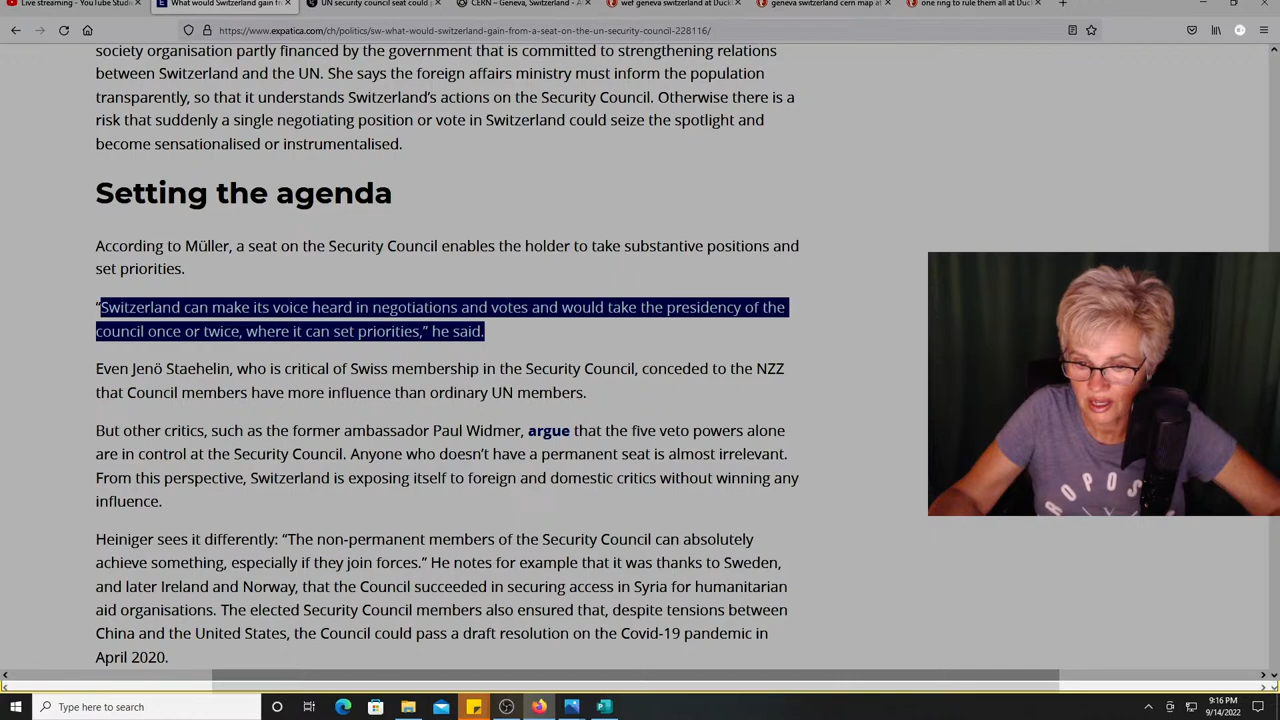 Live streaming - YouTube Studi
What would Switzerland gain from
UN security council seat could p
CERN – Geneva, Switzerland - A
wef geneva switzerland at Duck
geneva switzerland cern map at
one ring to rule them all at Duck
https://www.expatica.com/ch/politics/sw-what-would-switzerland-gain-from-a-seat-on-the-un-security-council-228116/
society organisation partly financed by the government that is committed to strengthening relations
between Switzerland and the UN. She says the foreign affairs ministry must inform the population
transparently, so that it understands Switzerland’s actions on the Security Council. Otherwise there is a
risk that suddenly a single negotiating position or vote in Switzerland could seize the spotlight and
become sensationalised or instrumentalised.
Setting the agenda
According to Müller, a seat on the Security Council enables the holder to take substantive positions and
set priorities.
“Switzerland can make its voice heard in negotiations and votes and would take the presidency of the
council once or twice, where it can set priorities,” he said.
Even Jenö Staehelin, who is critical of Swiss membership in the Security Council, conceded to the NZZ
that Council members have more influence than ordinary UN members.
But other critics, such as the former ambassador Paul Widmer, argue that the five veto powers alone
are in control at the Security Council. Anyone who doesn’t have a permanent seat is almost irrelevant.
From this perspective, Switzerland is exposing itself to foreign and domestic critics without winning any
influence.
Heiniger sees it differently: “The non-permanent members of the Security Council can absolutely
achieve something, especially if they join forces.” He notes for example that it was thanks to Sweden,
and later Ireland and Norway, that the Council succeeded in securing access in Syria for humanitarian
aid organisations. The elected Security Council members also ensured that, despite tensions between
China and the United States, the Council could pass a draft resolution on the Covid-19 pandemic in
April 2020.
Type here to search
9:16 PM
9/14/2022